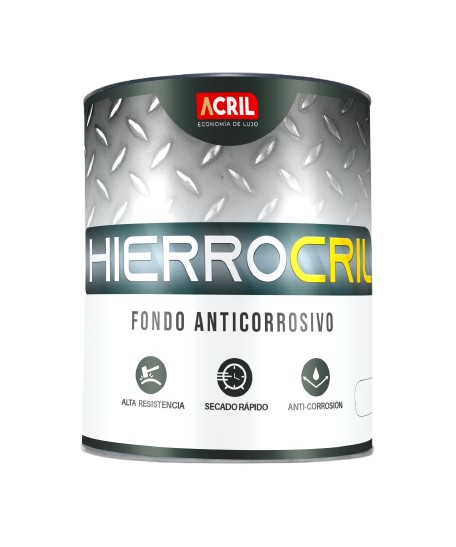 ACRIL
ECONOMÍA DE LUJO
HIERROCRIL
FONDO ANTICORROSIVO
ALTA RESISTENCIA
SECADO RÁPIDO
ANTI-CORROSIÓN